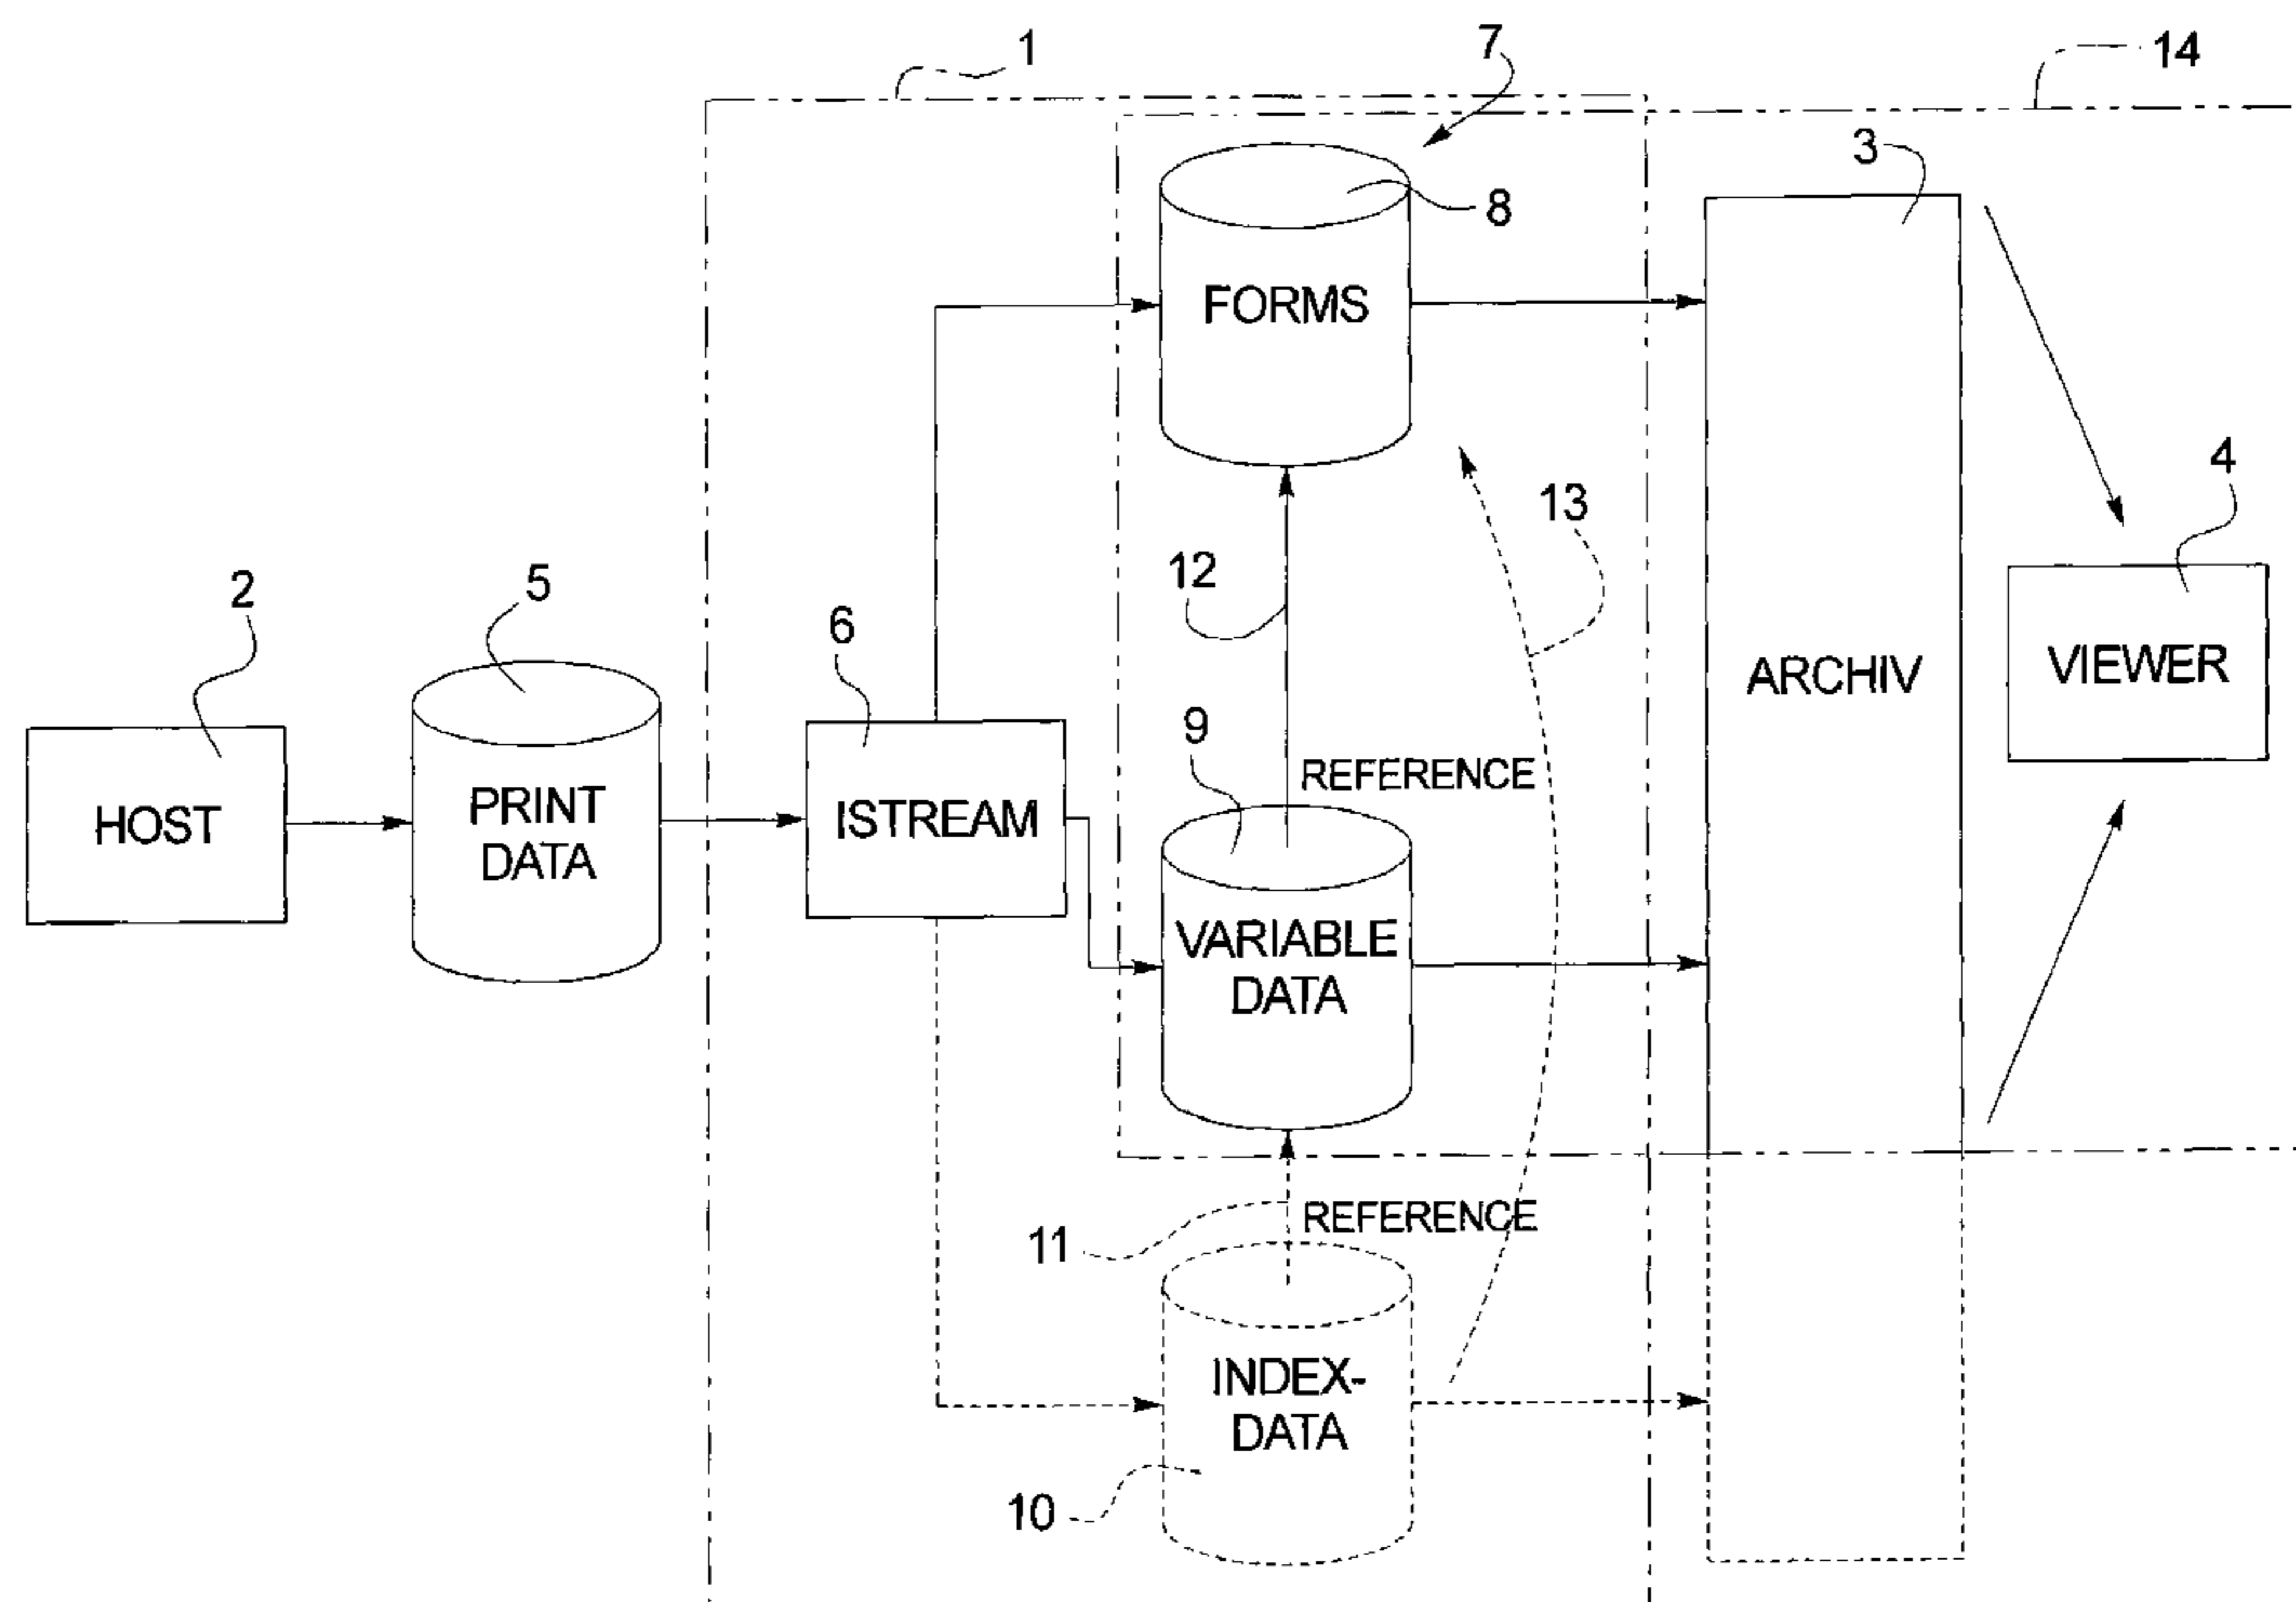 1
7
14
3
8
FORMS
4
13
12
2
5
6
ARCHIV
VIEWER
9
REFERENCE
HOST
PRINT
DATA
ISTREAM
VARIABLE
DATA
11
REFERENCE
INDEX-
DATA
10